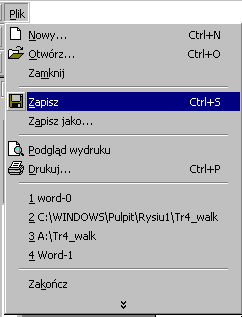 Plik
Nowy... Ctrl+N
Otwórz... Ctrl+O
Zamknij
Zapisz Ctrl+S
Zapisz jako...
Podgląd wydruku
Drukuj... Ctrl+P
1 word-0
2 C:\WINDOWS\Pulpit\Rysiu1\Tr4_walk
3 A:\Tr4_walk
4 Word-1
Zakończ